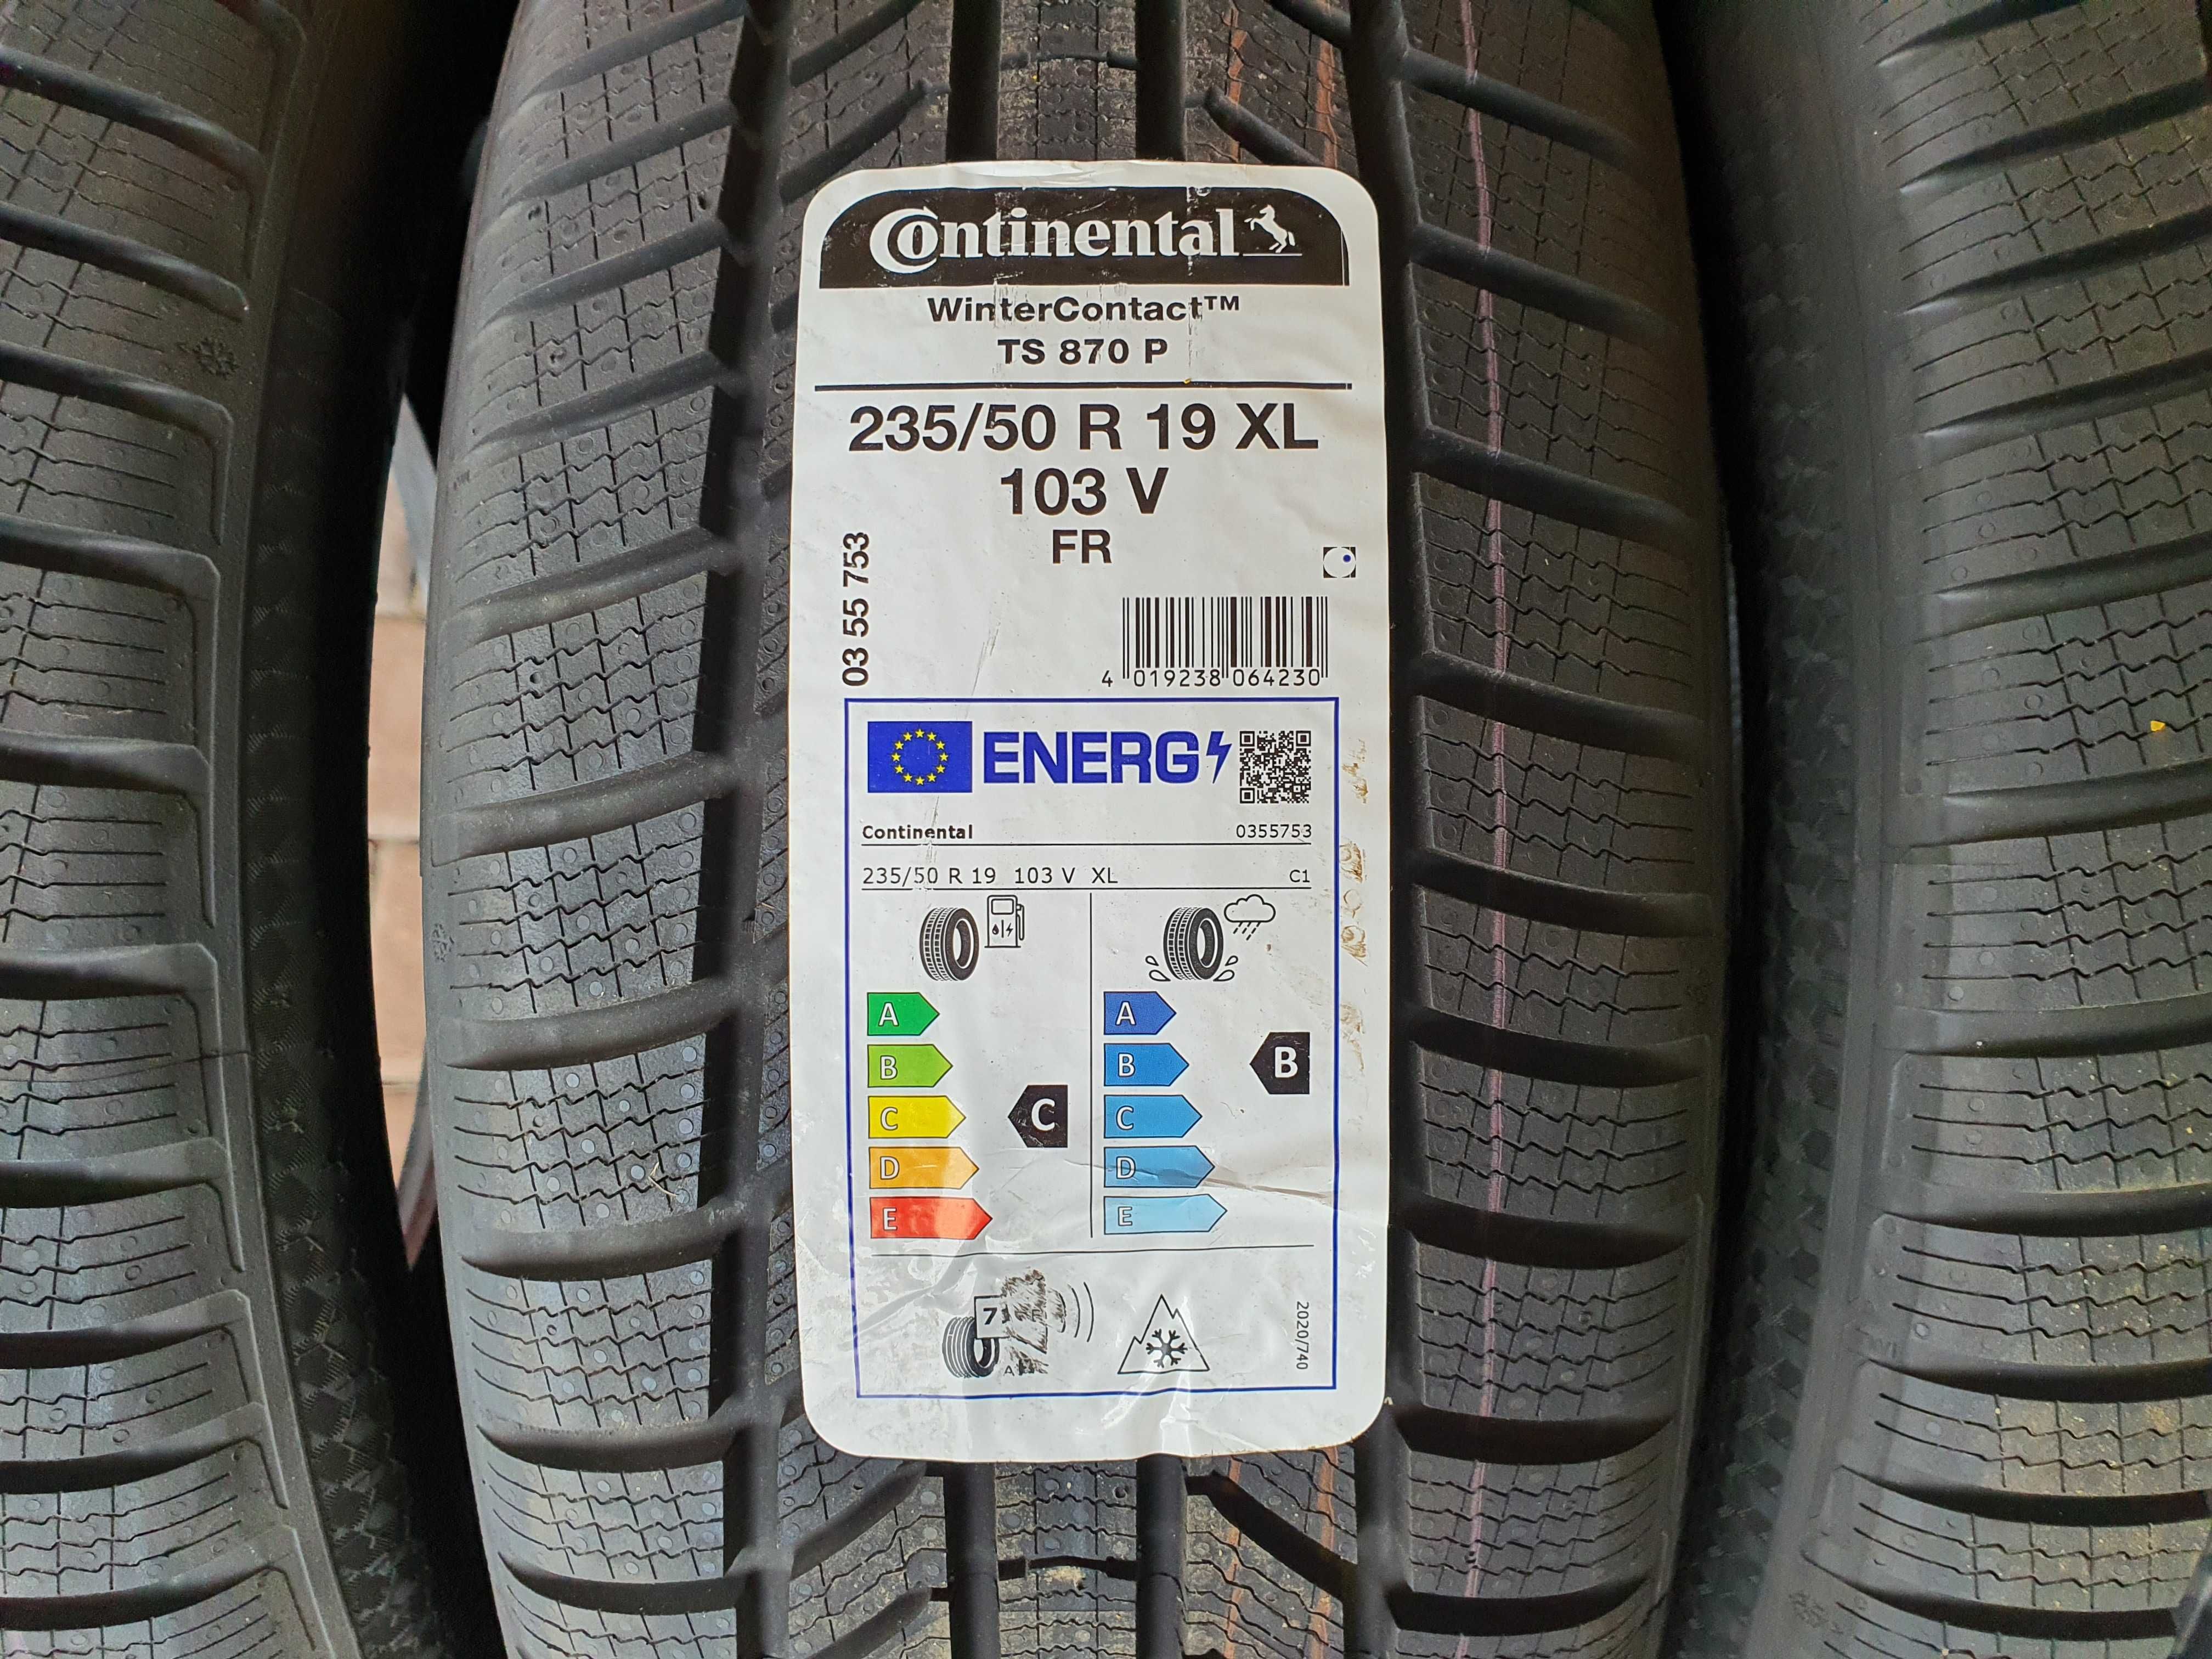 Continental
WinterContact™
TS 870 P
235/50 R 19 XL
103 V
FR
03 55 753
4 019238 064230
ENERG
Continental 0355753
235/50 R 19 103 V XL C1
A A
B B B
C C C
D D
E E
2020/740